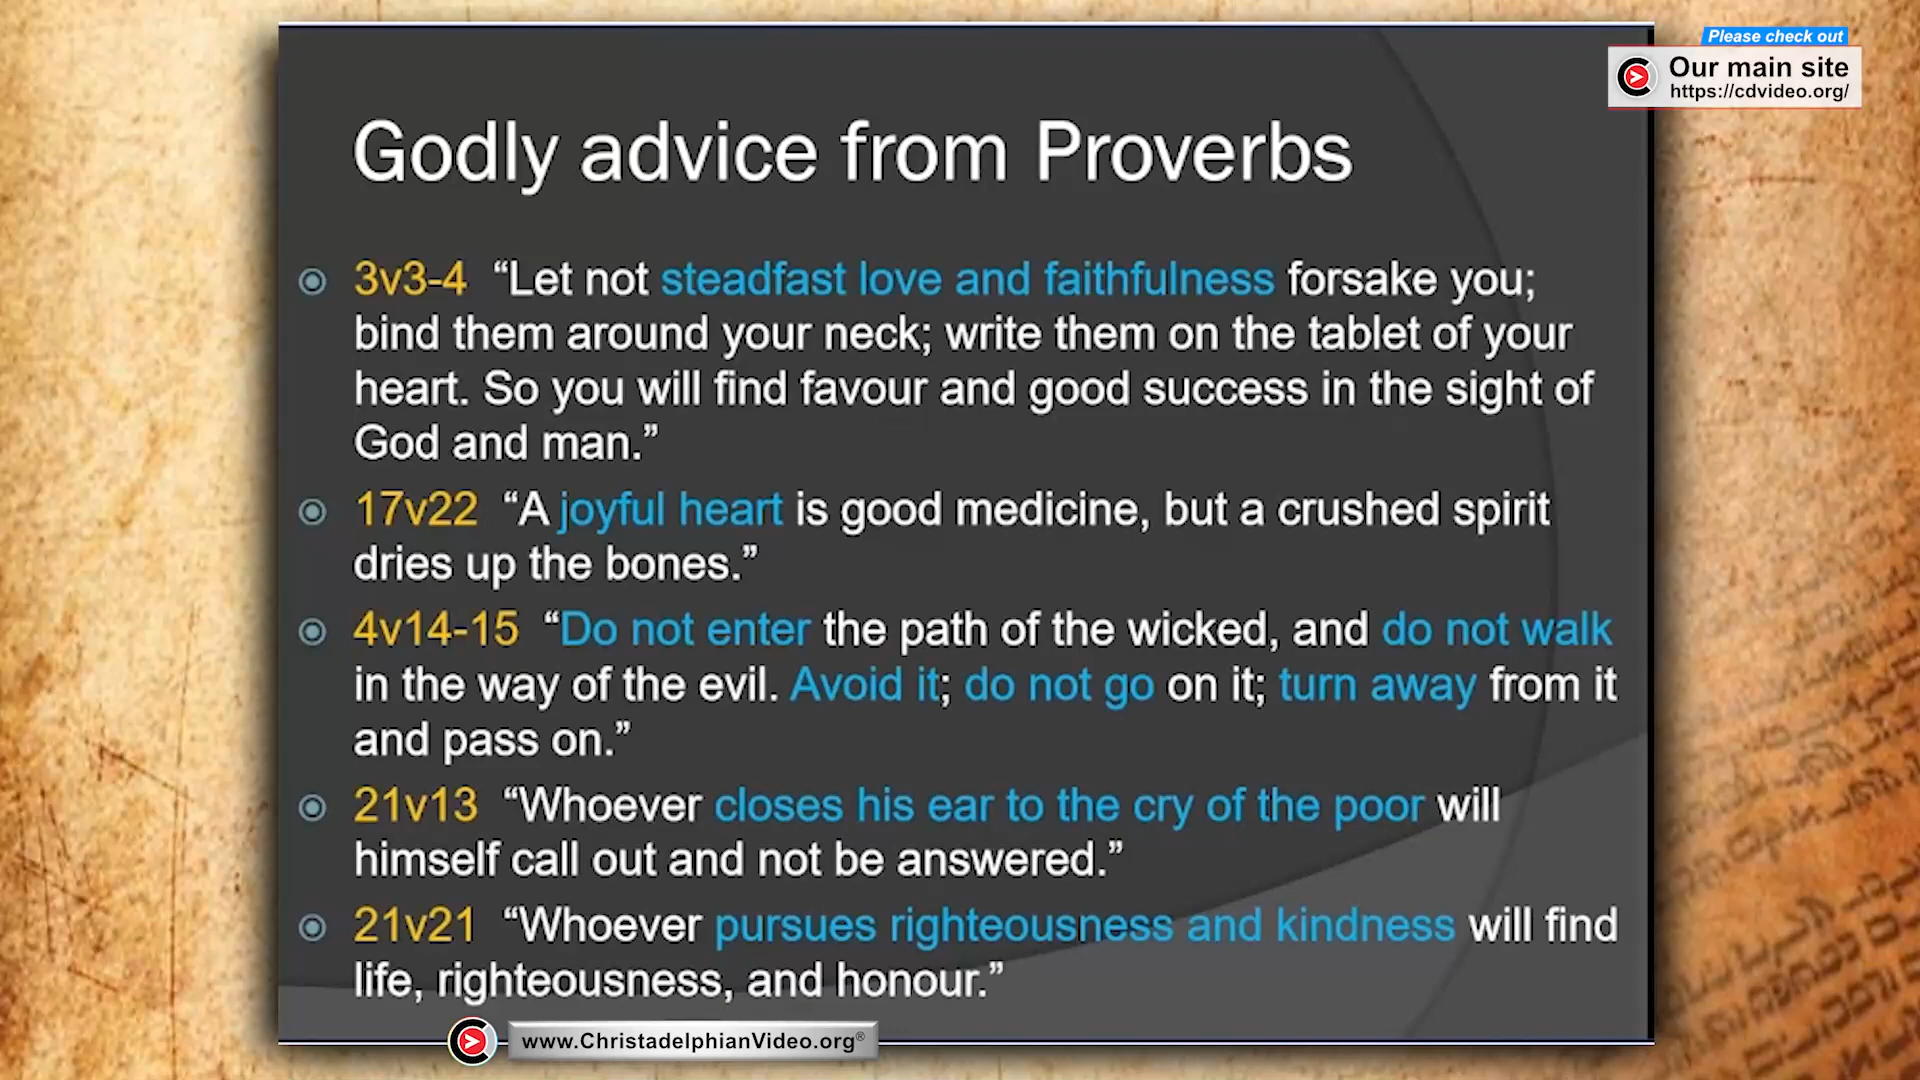 Please check out
Our main site
https://cdvideo.org/
Godly advice from Proverbs
3v3-4 “Let not steadfast love and faithfulness forsake you;
bind them around your neck; write them on the tablet of your
heart. So you will find favour and good success in the sight of
God and man.”
17v22 “A joyful heart is good medicine, but a crushed spirit
dries up the bones.”
4v14-15 “Do not enter the path of the wicked, and do not walk
in the way of the evil. Avoid it; do not go on it; turn away from it
and pass on.”
21v13 “Whoever closes his ear to the cry of the poor will
himself call out and not be answered.”
21v21 “Whoever pursues righteousness and kindness will find
life, righteousness, and honour.”
www.ChristadelphianVideo.org®